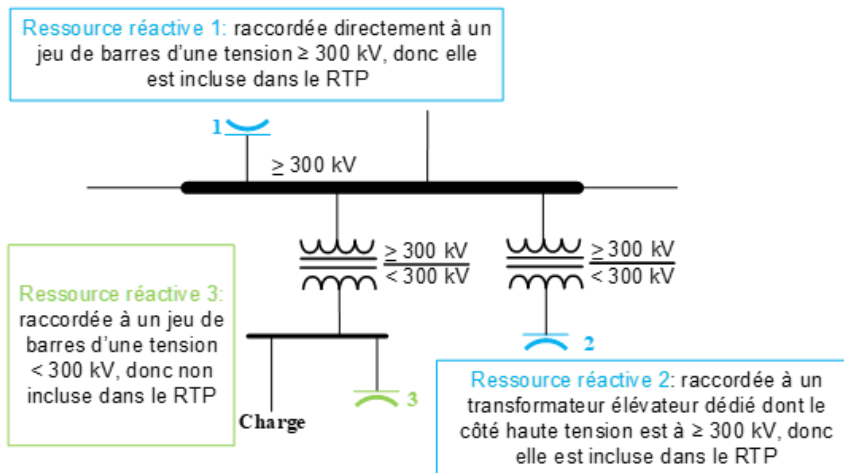 Ressource réactive 1: raccordée directement à un
jeu de barres d'une tension ≥ 300 kV, donc elle
est incluse dans le RTP
1
≥ 300 kV
≥ 300 kV
< 300 kV
≥ 300 kV
< 300 kV
Ressource réactive 3:
raccordée à un jeu de
barres d'une tension
< 300 kV, donc non
incluse dans le RTP
2
3
Charge
Ressource réactive 2: raccordée à un
transformateur élévateur dédié dont le
côté haute tension est à ≥ 300 kV, donc
elle est incluse dans le RTP